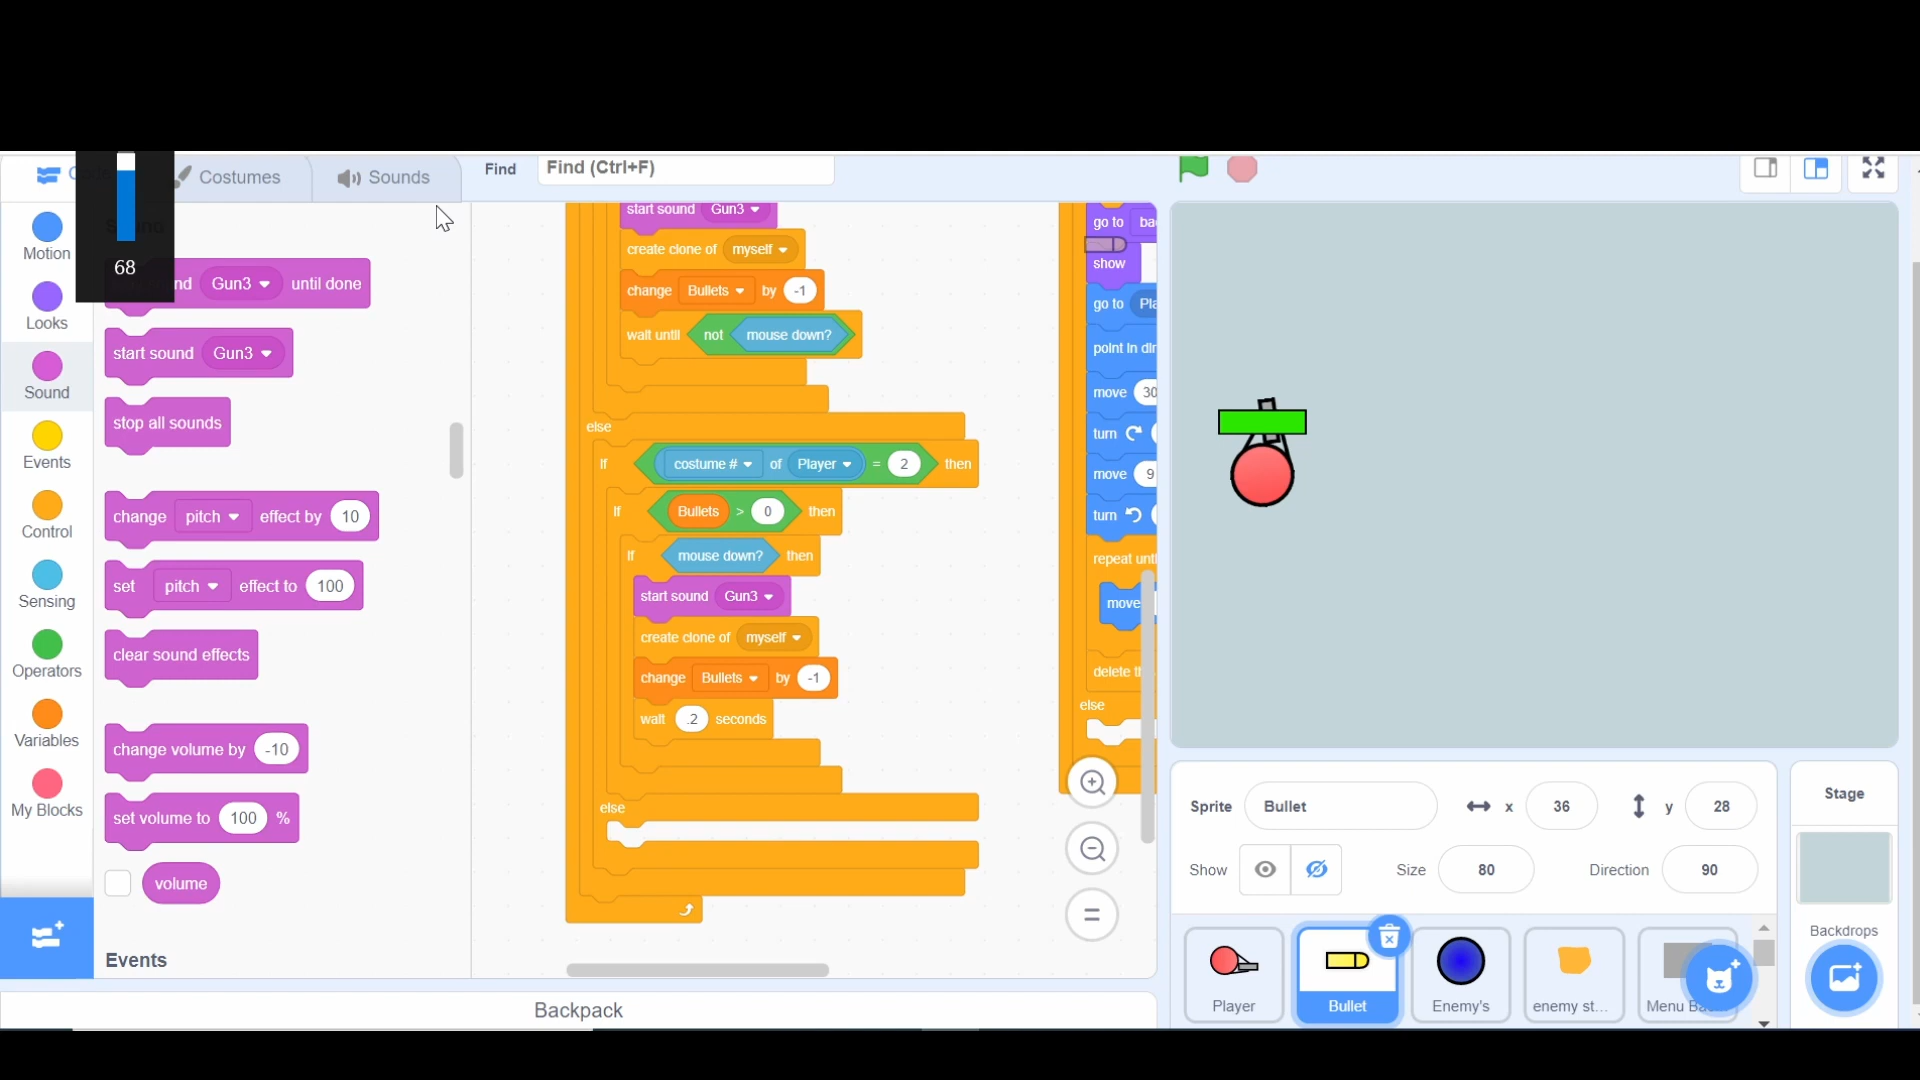 Costumes
Sounds
Find
Find (Ctrl+F)
68
Motion
Looks
Sound
Events
Control
Sensing
Operators
Variables
My Blocks
Gun3 until done
start sound Gun3
stop all sounds
change pitch effect by 10
set pitch effect to 100
clear sound effects
change volume by -10
set volume to 100 %
volume
Events
start sound Gun3
create clone of myself
change Bullets by -1
wait until not mouse down?
else
if costume # of Player = 2 then
if Bullets > 0 then
if mouse down? then
start sound Gun3
create clone of myself
change Bullets by -1
wait .2 seconds
else
go to
show
go to
point in
move 30
turn
move 9
turn
repeat
move
delete
else
Backpack
Sprite Bullet x 36 y 28
Show Size 80 Direction 90
Stage
Backdrops
Player
Bullet
Enemy's
enemy st...
Menu